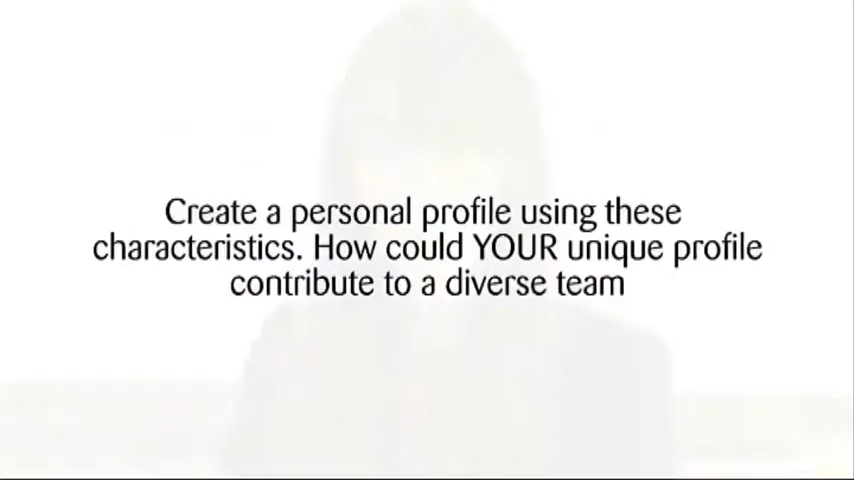 Create a personal profile using these
characteristics. How could YOUR unique profile
contribute to a diverse team